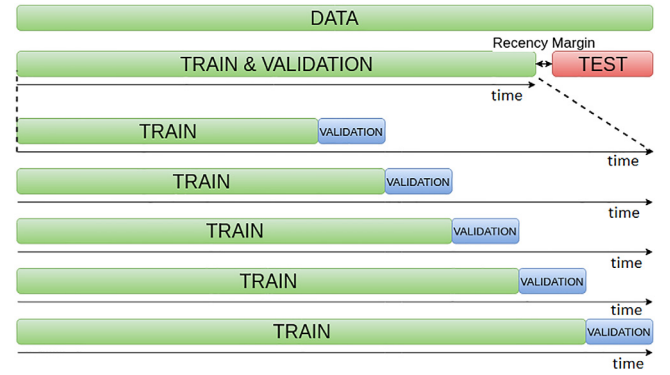 DATA
Recency Margin
TRAIN & VALIDATION
TEST
time
TRAIN
VALIDATION
time
TRAIN
VALIDATION
time
TRAIN
VALIDATION
time
TRAIN
VALIDATION
time
TRAIN
VALIDATION
time